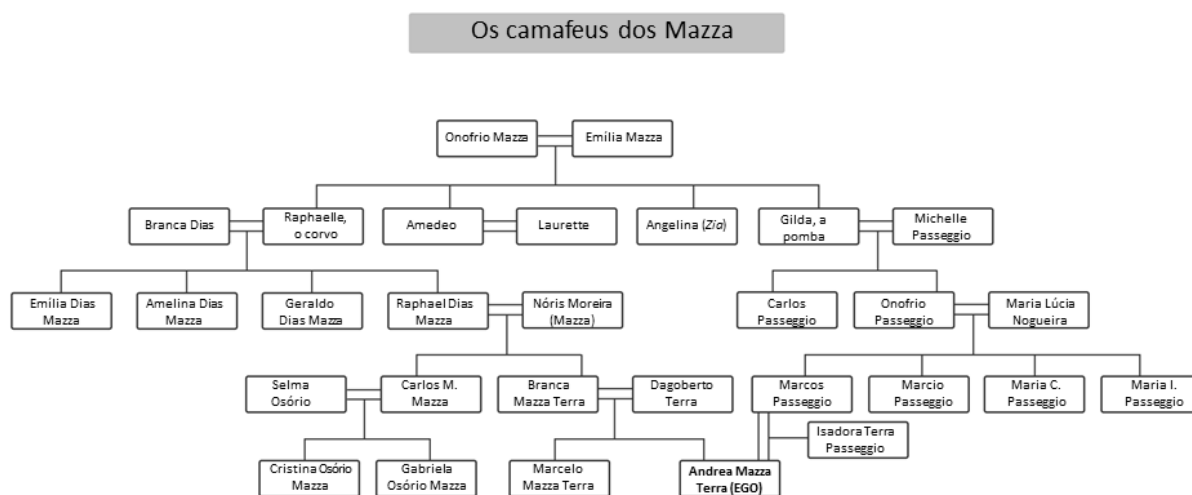 Os camafeus dos Mazza
Onofrio Mazza
Emília Mazza
Branca Dias
Raphaelle,
o corvo
Amedeo
Laurette
Angelina (Zia)
Gilda, a
pomba
Michelle
Passeggio
Emília Dias
Mazza
Amelina Dias
Mazza
Geraldo
Dias Mazza
Raphael Dias
Mazza
Nóris Moreira
(Mazza)
Carlos
Passeggio
Onofrio
Passeggio
Maria Lúcia
Nogueira
Selma
Osório
Carlos M.
Mazza
Branca
Mazza Terra
Dagoberto
Terra
Marcos
Passeggio
Marcio
Passeggio
Maria C.
Passeggio
Maria I.
Passeggio
Isadora Terra
Passeggio
Cristina Osório
Mazza
Gabriela
Osório Mazza
Marcelo
Mazza Terra
Andrea Mazza
Terra (EGO)